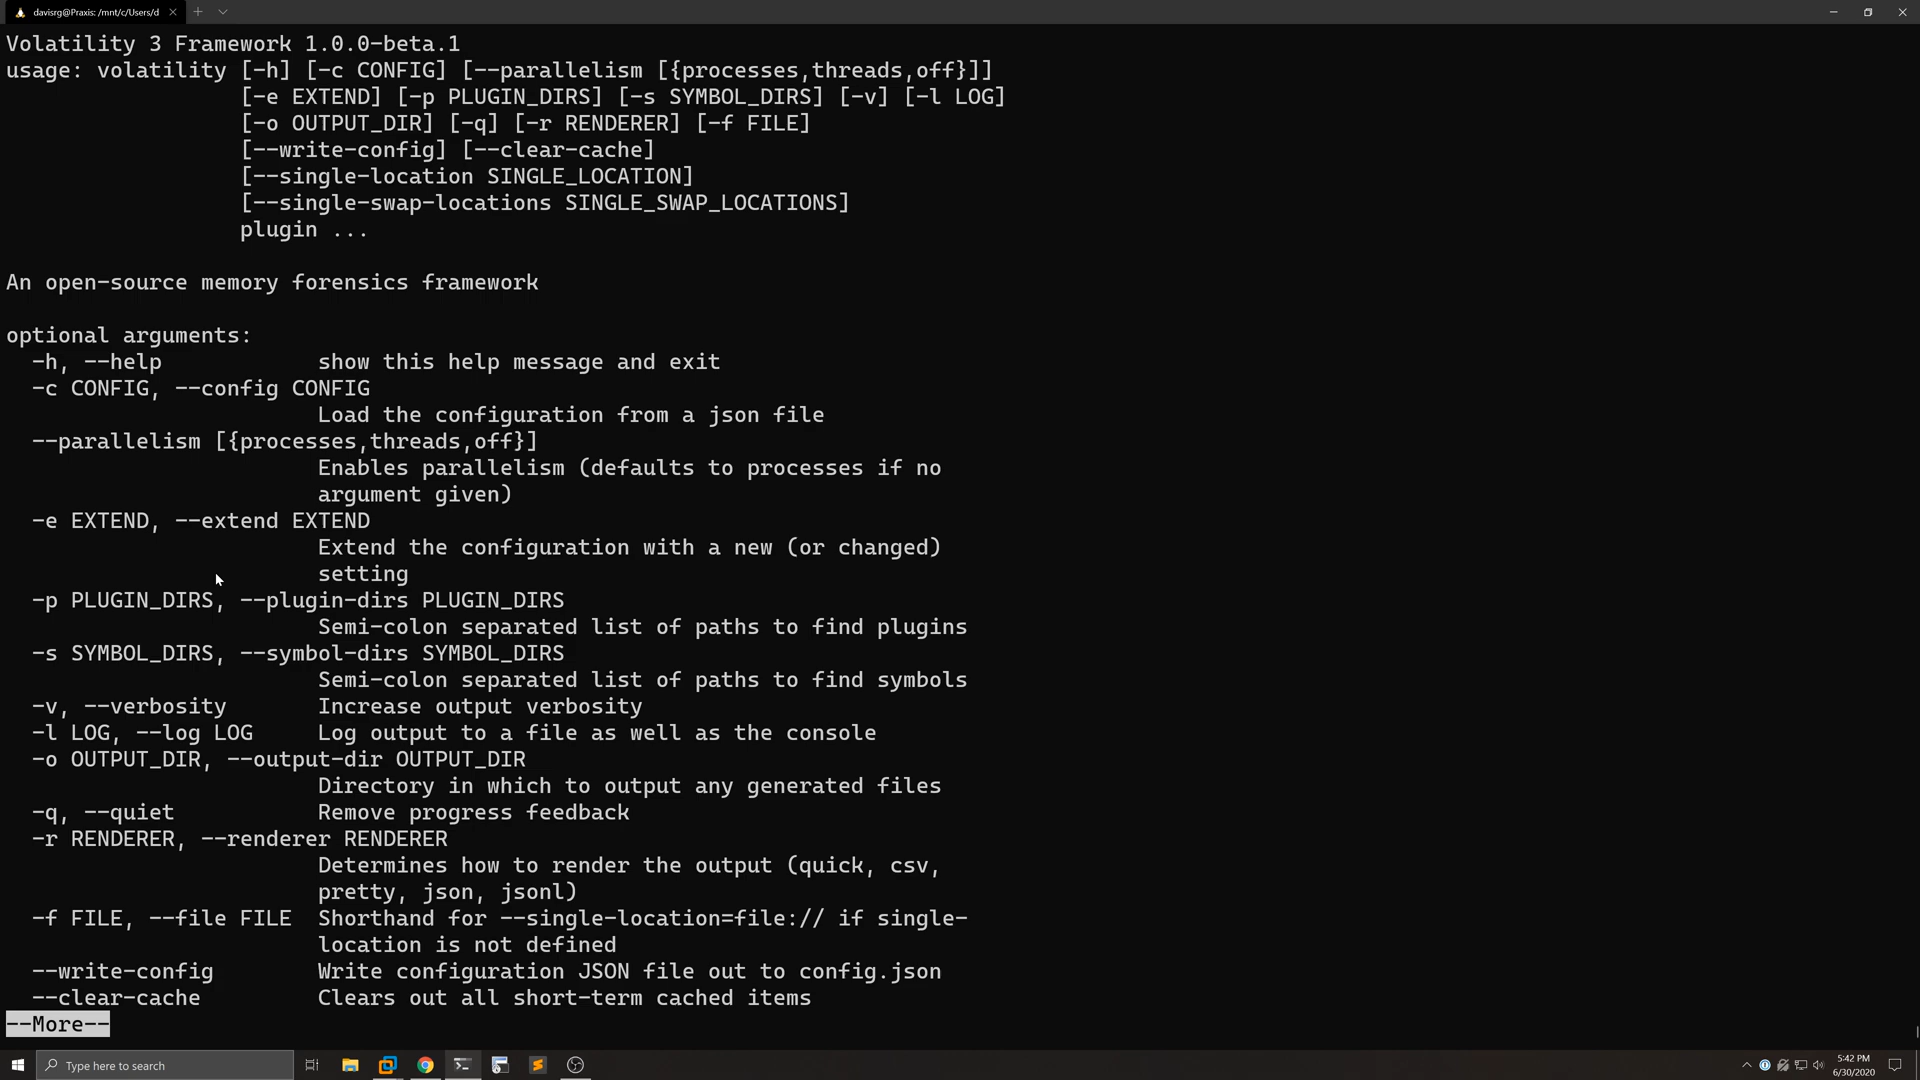 davisrg@Praxis: /mnt/c/Users/d
Volatility 3 Framework 1.0.0-beta.1
usage: volatility [-h] [-c CONFIG] [--parallelism [{processes,threads,off}]]
[-e EXTEND] [-p PLUGIN_DIRS] [-s SYMBOL_DIRS] [-v] [-l LOG]
[-o OUTPUT_DIR] [-q] [-r RENDERER] [-f FILE]
[--write-config] [--clear-cache]
[--single-location SINGLE_LOCATION]
[--single-swap-locations SINGLE_SWAP_LOCATIONS]
plugin ...
An open-source memory forensics framework
optional arguments:
-h, --help show this help message and exit
-c CONFIG, --config CONFIG
Load the configuration from a json file
--parallelism [{processes,threads,off}]
Enables parallelism (defaults to processes if no
argument given)
-e EXTEND, --extend EXTEND
Extend the configuration with a new (or changed)
setting
-p PLUGIN_DIRS, --plugin-dirs PLUGIN_DIRS
Semi-colon separated list of paths to find plugins
-s SYMBOL_DIRS, --symbol-dirs SYMBOL_DIRS
Semi-colon separated list of paths to find symbols
-v, --verbosity Increase output verbosity
-l LOG, --log LOG Log output to a file as well as the console
-o OUTPUT_DIR, --output-dir OUTPUT_DIR
Directory in which to output any generated files
-q, --quiet Remove progress feedback
-r RENDERER, --renderer RENDERER
Determines how to render the output (quick, csv,
pretty, json, jsonl)
-f FILE, --file FILE Shorthand for --single-location=file:// if single-
location is not defined
--write-config Write configuration JSON file out to config.json
--clear-cache Clears out all short-term cached items
--More--
Type here to search
5:42 PM
6/30/2020